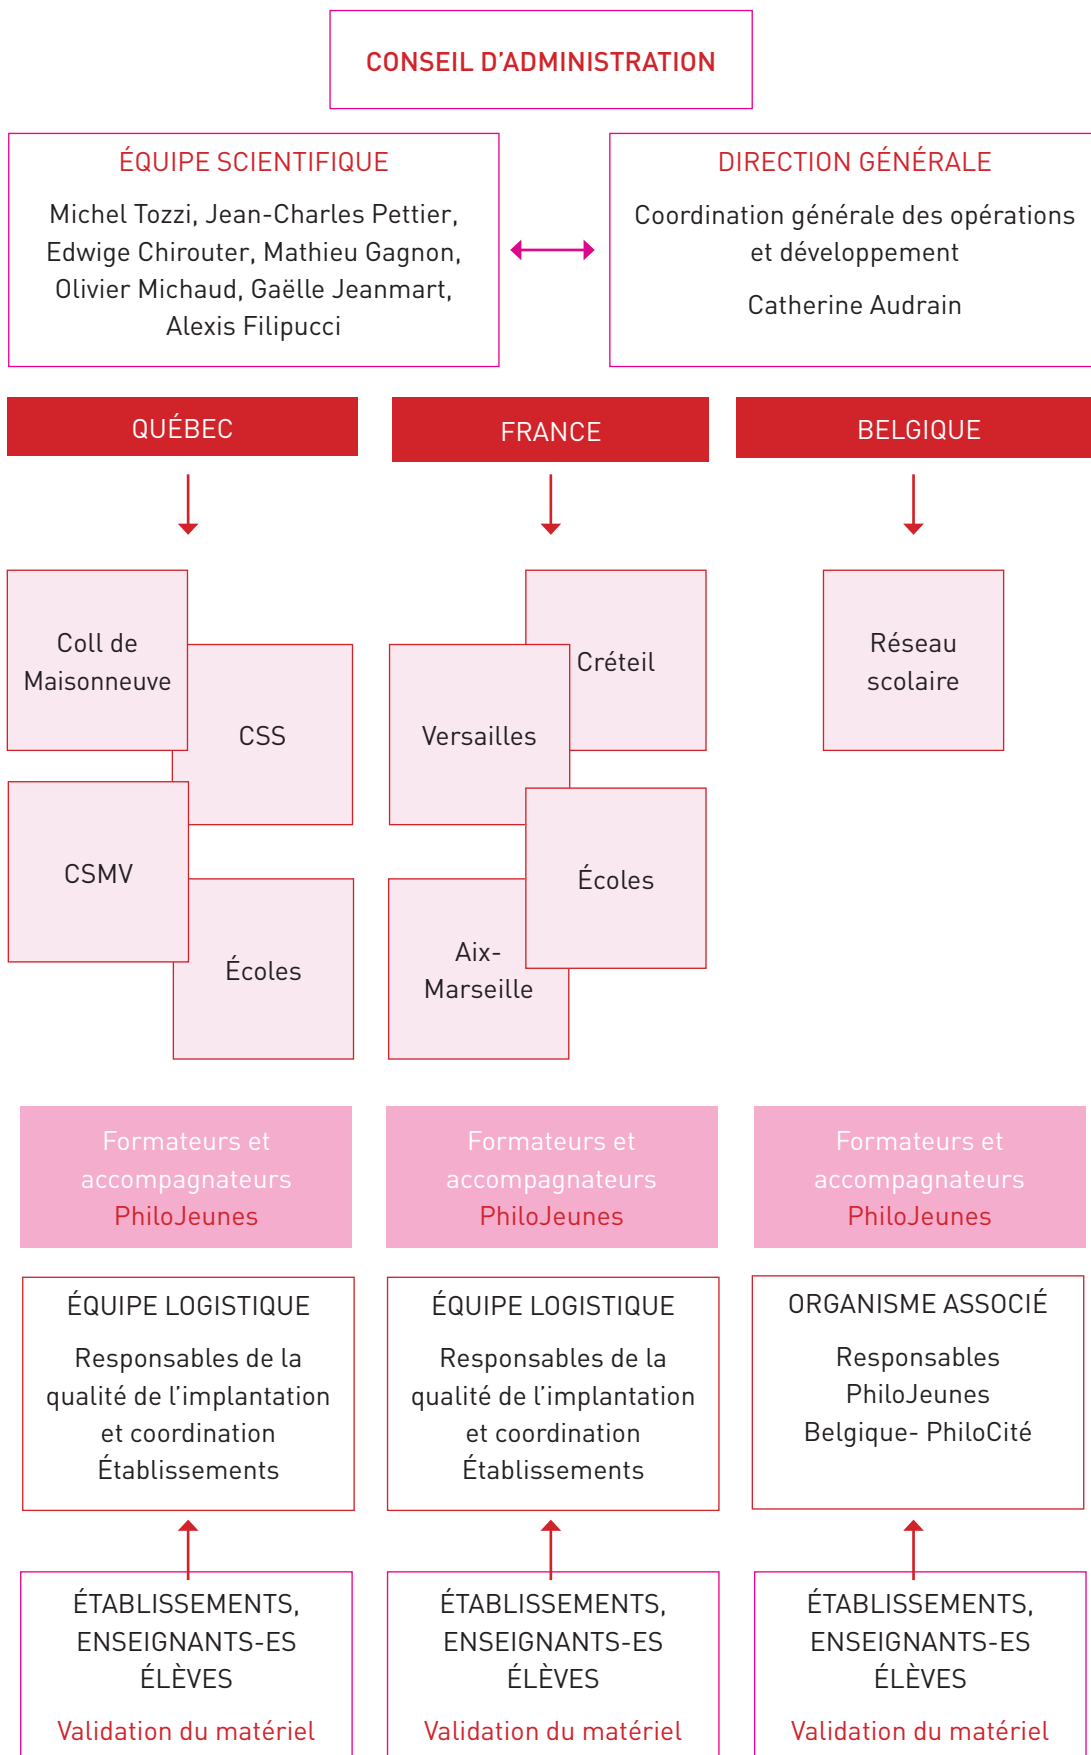 CONSEIL D'ADMINISTRATION
ÉQUIPE SCIENTIFIQUE
Michel Tozzi, Jean-Charles Pettier,
Edwige Chirouter, Mathieu Gagnon,
Olivier Michaud, Gaëlle Jeanmart,
Alexis Filipucci
DIRECTION GÉNÉRALE
Coordination générale des opérations
et développement
Catherine Audrain
QUÉBEC
FRANCE
BELGIQUE
Coll de
Maisonneuve
CSS
CSMV
Écoles
Créteil
Versailles
Écoles
Aix-
Marseille
Réseau
scolaire
Formateurs et
accompagnateurs
PhiloJeunes
Formateurs et
accompagnateurs
PhiloJeunes
Formateurs et
accompagnateurs
PhiloJeunes
ÉQUIPE LOGISTIQUE
Responsables de la
qualité de l'implantation
et coordination
Établissements
ÉQUIPE LOGISTIQUE
Responsables de la
qualité de l'implantation
et coordination
Établissements
ORGANISME ASSOCIÉ
Responsables
PhiloJeunes
Belgique- PhiloCité
ÉTABLISSEMENTS,
ENSEIGNANTS-ES
ÉLÈVES
Validation du matériel
ÉTABLISSEMENTS,
ENSEIGNANTS-ES
ÉLÈVES
Validation du matériel
ÉTABLISSEMENTS,
ENSEIGNANTS-ES
ÉLÈVES
Validation du matériel